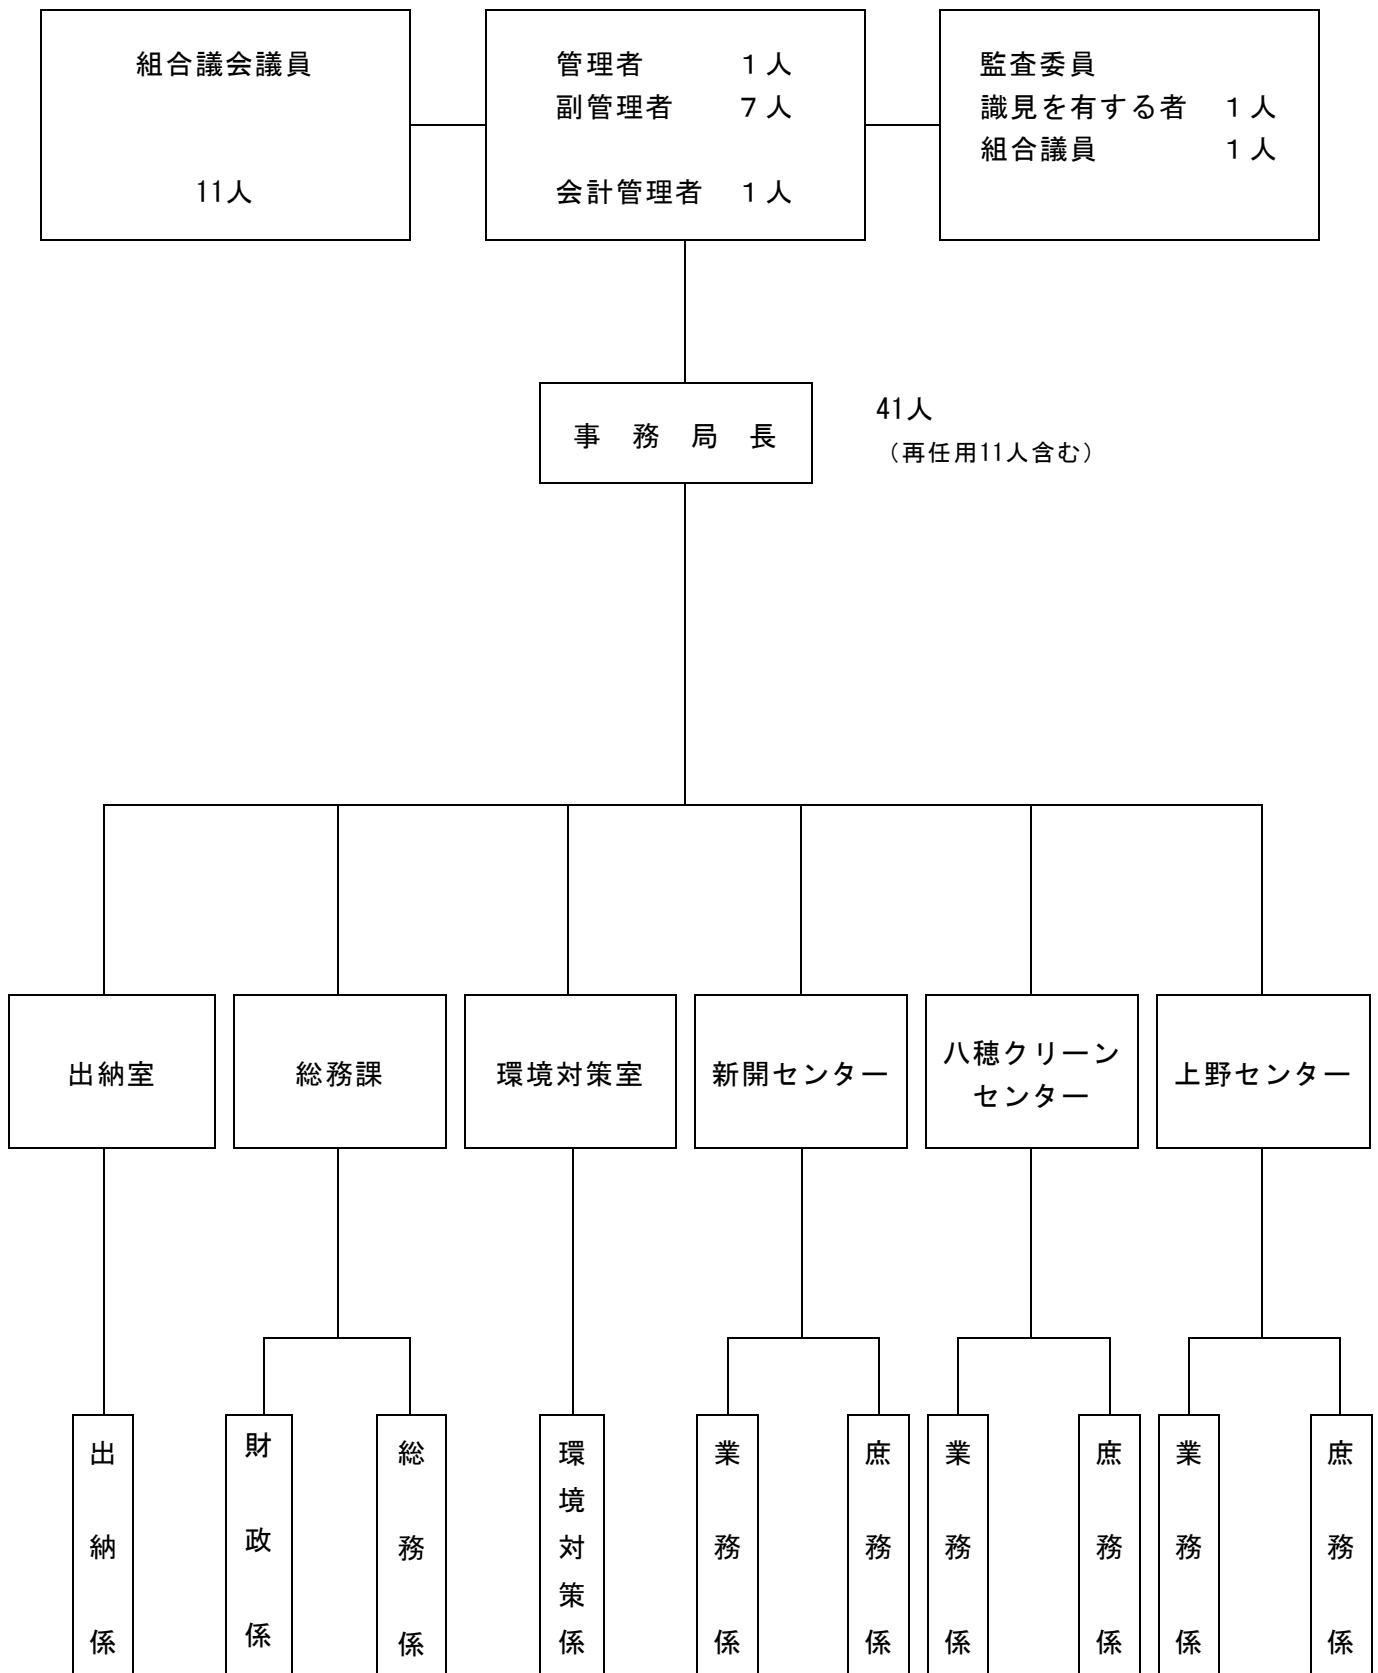 組合議会議員
11人
管理者 1人
副管理者 7人
会計管理者 1人
監査委員
識見を有する者 1人
組合議員 1人
事務局長
41人
（再任用11人含む）
出納室
総務課
環境対策室
新開センター
八穂クリーン
センター
上野センター
出納係
財政係
総務係
環境対策係
業務係
庶務係
業務係
庶務係
業務係
庶務係